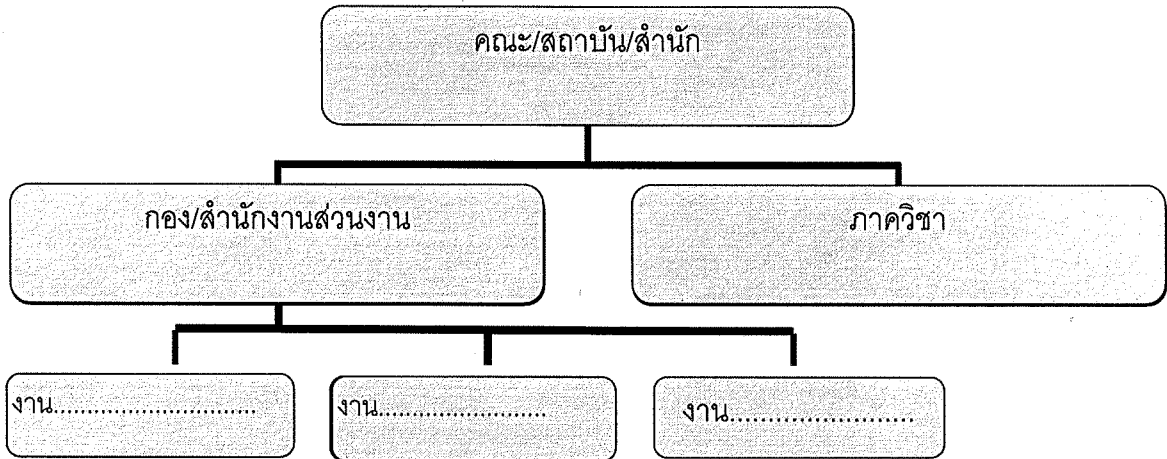 คณะ/สถาบัน/สำนัก
กอง/สำนักงานส่วนงาน
ภาควิชา
งาน..............................
งาน.........................
งาน...........................